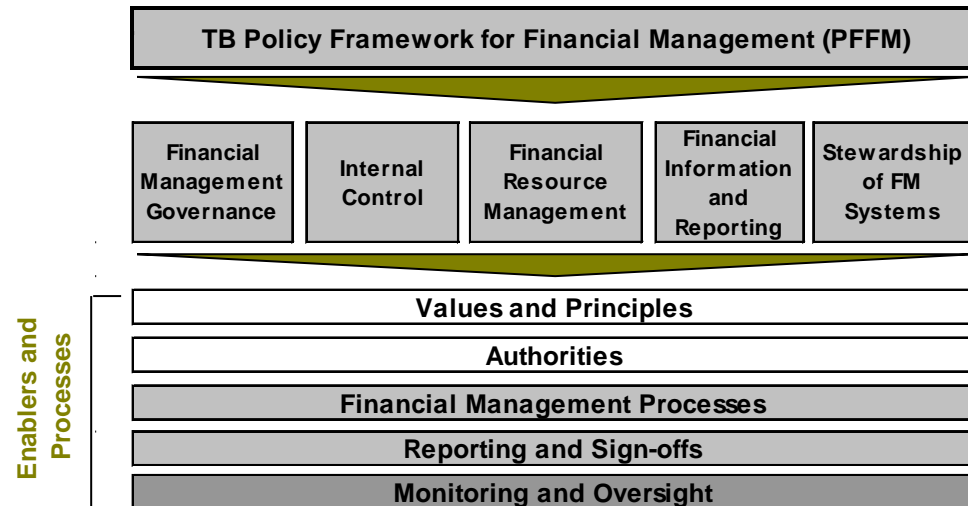 TB Policy Framework for Financial Management (PFFM)
Financial
Management
Governance
Internal
Control
Financial
Resource
Management
Financial
Information
and
Reporting
Stewardship
of FM
Systems
Enablers and
Processes
Values and Principles
Authorities
Financial Management Processes
Reporting and Sign-offs
Monitoring and Oversight